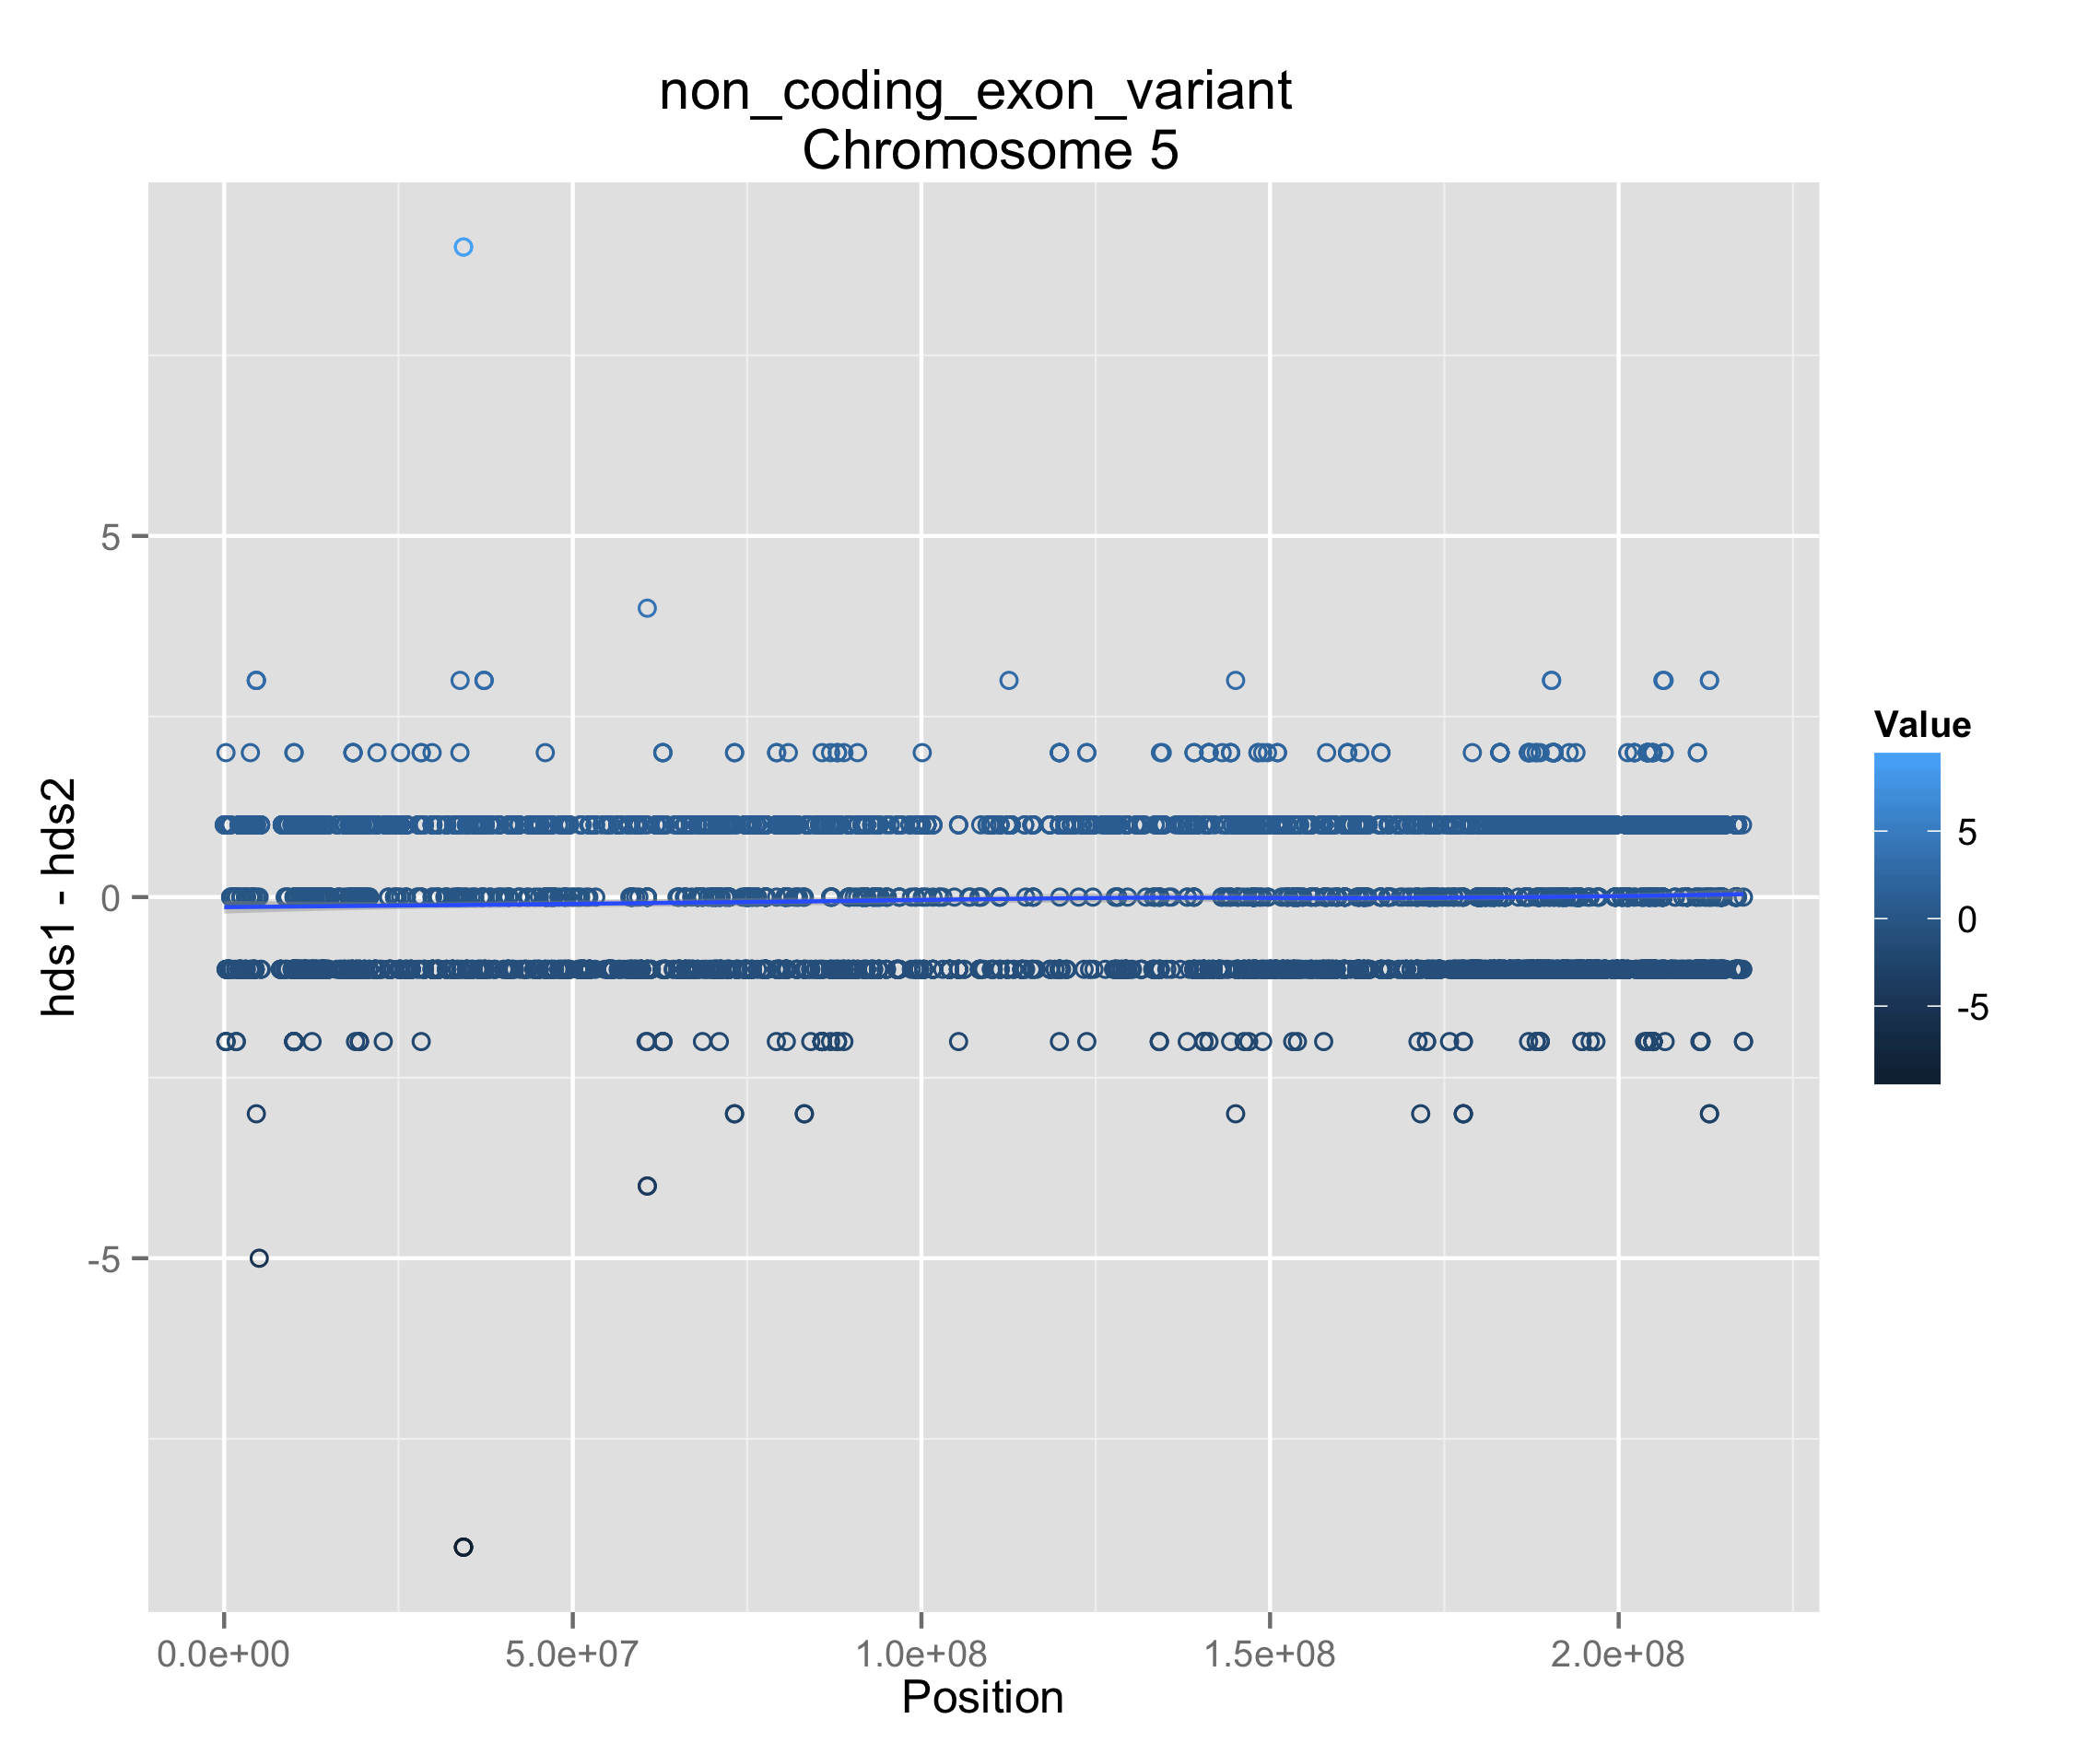 non_coding_exon_variant
Chromosome 5
hds1 - hds2
5
0
-5
0.0e+00
5.0e+07
1.0e+08
1.5e+08
2.0e+08
Position
Value
5
0
-5